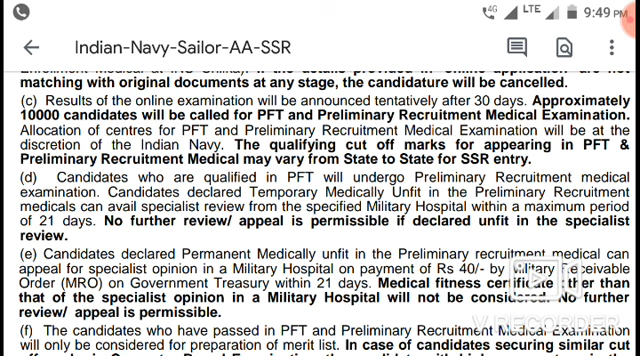 4G LTE 9:49 PM
Indian-Navy-Sailor-AA-SSR
matching with original documents at any stage, the candidature will be cancelled.
(c) Results of the online examination will be announced tentatively after 30 days. Approximately
10000 candidates will be called for PFT and Preliminary Recruitment Medical Examination.
Allocation of centres for PFT and Preliminary Recruitment Medical Examination will be at the
discretion of the Indian Navy. The qualifying cut off marks for appearing in PFT &
Preliminary Recruitment Medical may vary from State to State for SSR entry.
(d) Candidates who are qualified in PFT will undergo Preliminary Recruitment medical
examination. Candidates declared Temporary Medically Unfit in the Preliminary Recruitment
medicals can avail specialist review from the specified Military Hospital within a maximum period
of 21 days. No further review/ appeal is permissible if declared unfit in the specialist
review.
(e) Candidates declared Permanent Medically unfit in the Preliminary recruitment medical can
appeal for specialist opinion in a Military Hospital on payment of Rs 40/- by Military Receivable
Order (MRO) on Government Treasury within 21 days. Medical fitness certificate other than
that of the specialist opinion in a Military Hospital will not be considered. No further
review/ appeal is permissible.
(f) The candidates who have passed in PFT and Preliminary Recruitment Medical Examination
will only be considered for preparation of merit list. In case of candidates securing similar cut
VIDEO RECORDER